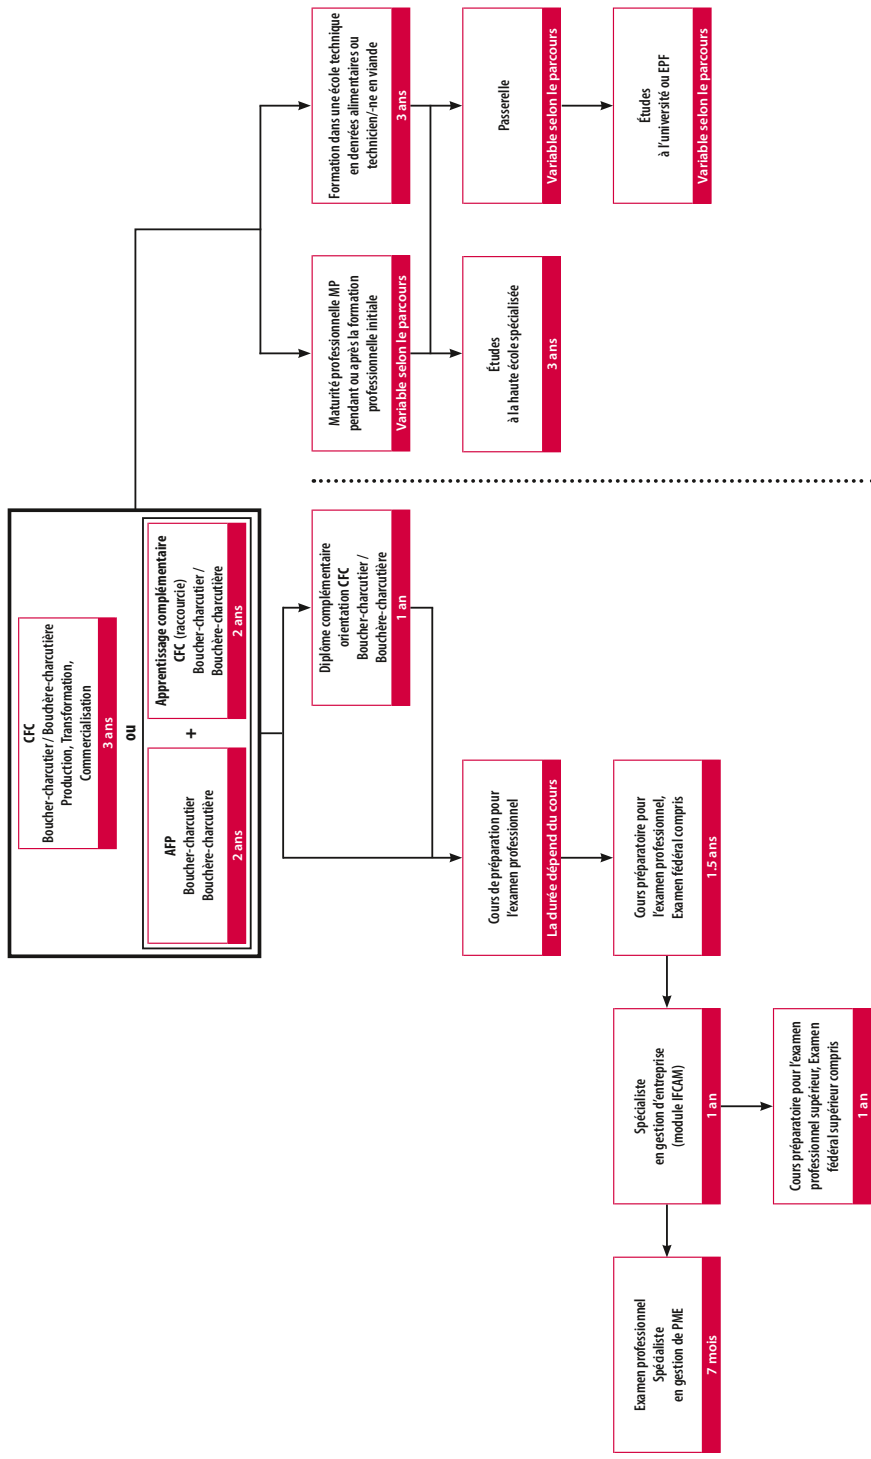 CFC
Boucher-charcutier / Bouchère-charcutière
Production, Transformation,
Commercialisation
3 ans
ou
AFP
Boucher-charcutier
Bouchère-charcutière
2 ans
+
Apprentissage complémentaire
CFC (raccourcie)
Boucher-charcutier /
Bouchère-charcutière
2 ans
Diplôme complémentaire
orientation CFC
Boucher-charcutier /
Bouchère-charcutière
1 an
Maturité professionnelle MP
pendant ou après la formation
professionnelle initiale
Variable selon le parcours
Formation dans une école technique
en denrées alimentaires ou
technicien/-ne en viande
3 ans
Cours de préparation pour
l'examen professionnel
La durée dépend du cours
Études
à la haute école spécialisée
3 ans
Passerelle
Variable selon le parcours
Examen professionnel
Spécialiste
en gestion de PME
7 mois
Spécialiste
en gestion d'entreprise
(module IFCAM)
1 an
Cours préparatoire pour
l'examen professionnel,
Examen fédéral compris
1.5 ans
Études
à l'université ou EPF
Variable selon le parcours
Cours préparatoire pour l'examen
professionnel supérieur, Examen
fédéral supérieur compris
1 an